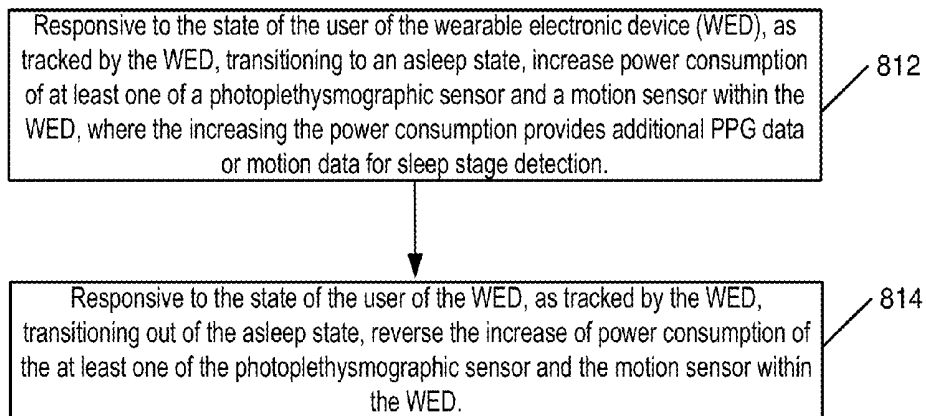 Responsive to the state of the user of the wearable electronic device (WED), as
tracked by the WED, transitioning to an asleep state, increase power consumption
of at least one of a photoplethysmographic sensor and a motion sensor within the
WED, where the increasing the power consumption provides additional PPG data
or motion data for sleep stage detection.
812
Responsive to the state of the user of the WED, as tracked by the WED,
transitioning out of the asleep state, reverse the increase of power consumption of
the at least one of the photoplethysmographic sensor and the motion sensor within
the WED.
814